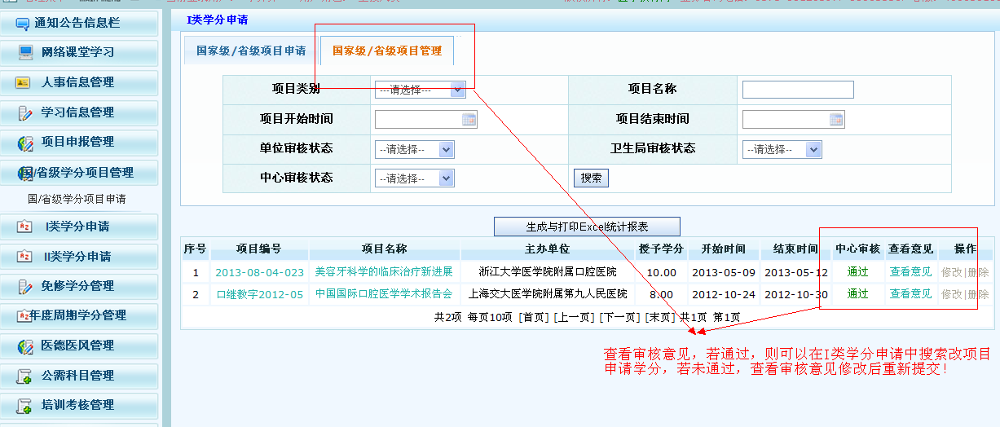 通知公告信息栏
网络课堂学习
人事信息管理
学习信息管理
项目申报管理
国/省级学分项目管理
国/省级学分项目申请
I类学分申请
II类学分申请
免修学分管理
年度周期学分管理
医德医风管理
公需科目管理
培训考核管理
I类学分申请
国家级/省级项目申请 国家级/省级项目管理
项目类别 ---请选择--- 项目名称
项目开始时间 项目结束时间
单位审核状态 --请选择-- 卫生局审核状态 --请选择--
中心审核状态 --请选择-- 搜索
生成与打印Excel统计报表
序号 项目编号 项目名称 主办单位 授予学分 开始时间 结束时间 中心审核 查看意见 操作
1 2013-08-04-023 美容牙科学的临床治疗新进展 浙江大学医学院附属口腔医院 10.00 2013-05-09 2013-05-12 通过 查看意见 修改|删除
2 口继教字2012-05 中国国际口腔医学学术报告会 上海交大医学院附属第九人民医院 8.00 2012-10-24 2012-10-30 通过 查看意见 修改|删除
共2项 每页10项 [首页] [上一页] [下一页] [末页] 共1页 第1页
查看审核意见，若通过，则可以在I类学分申请中搜索改项目
申请学分，若未通过，查看审核意见修改后重新提交！